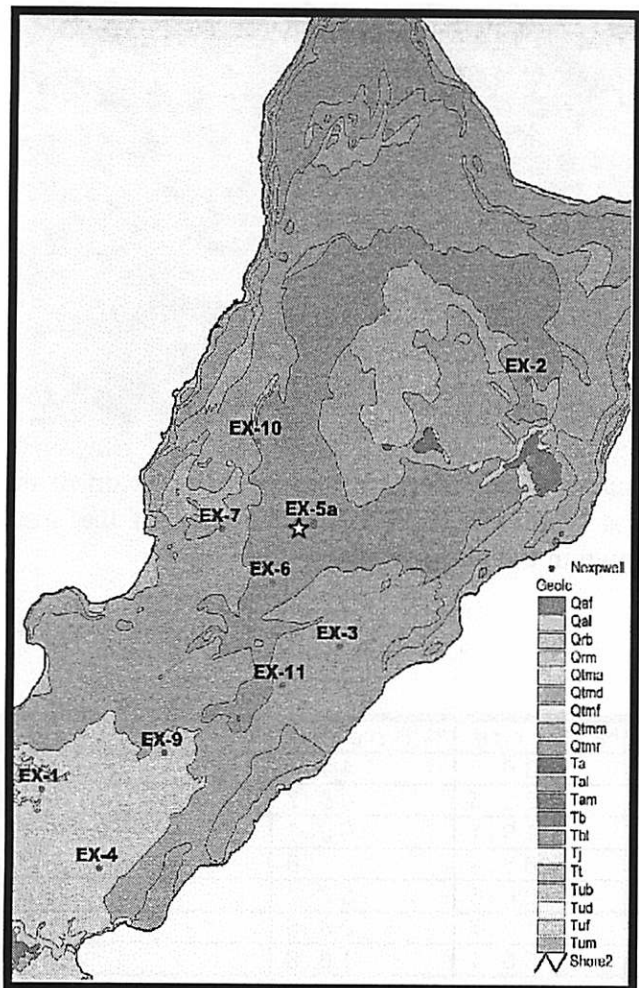 EX-2
EX-10
EX-5a
EX-7
EX-6
EX-3
EX-11
EX-9
EX-1
EX-4
Nexpwell
Geolc
Qaf
Qal
Qrb
Qrm
Qtma
Qtmd
Qtmf
Qtmm
Qtmr
Ta
Tal
Tam
Tb
Tbl
Tj
Tt
Tub
Tud
Tuf
Tum
Shore2